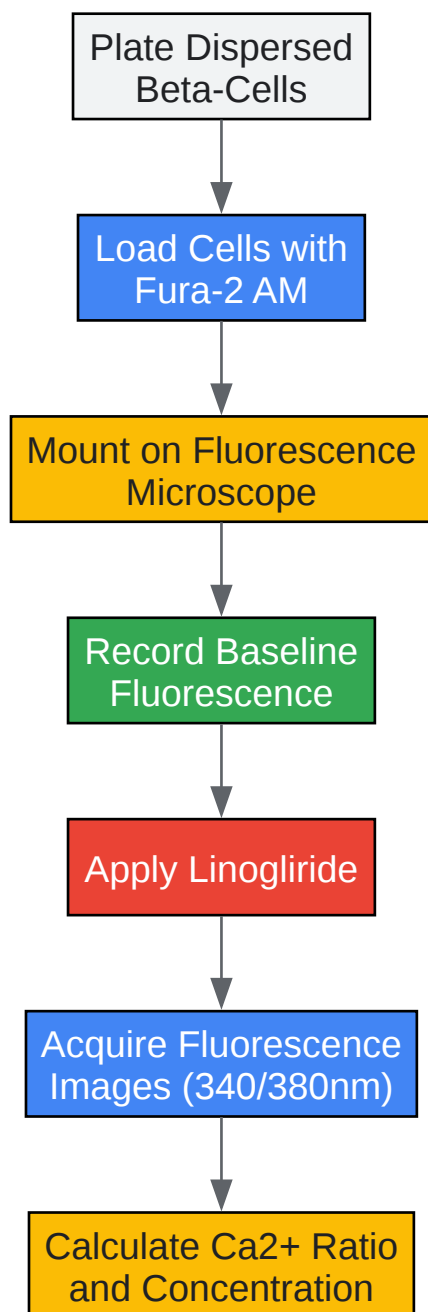 Plate Dispersed
Beta-Cells
Load Cells with
Fura-2 AM
Mount on Fluorescence
Microscope
Record Baseline
Fluorescence
Apply Linogliride
Acquire Fluorescence
Images (340/380nm)
Calculate Ca2+ Ratio
and Concentration